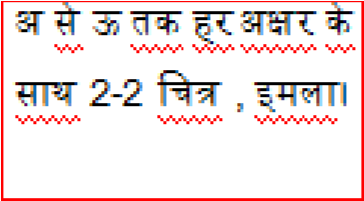 अ से ऊ तक हर अक्षर के
साथ 2-2 चित्र , इमला।